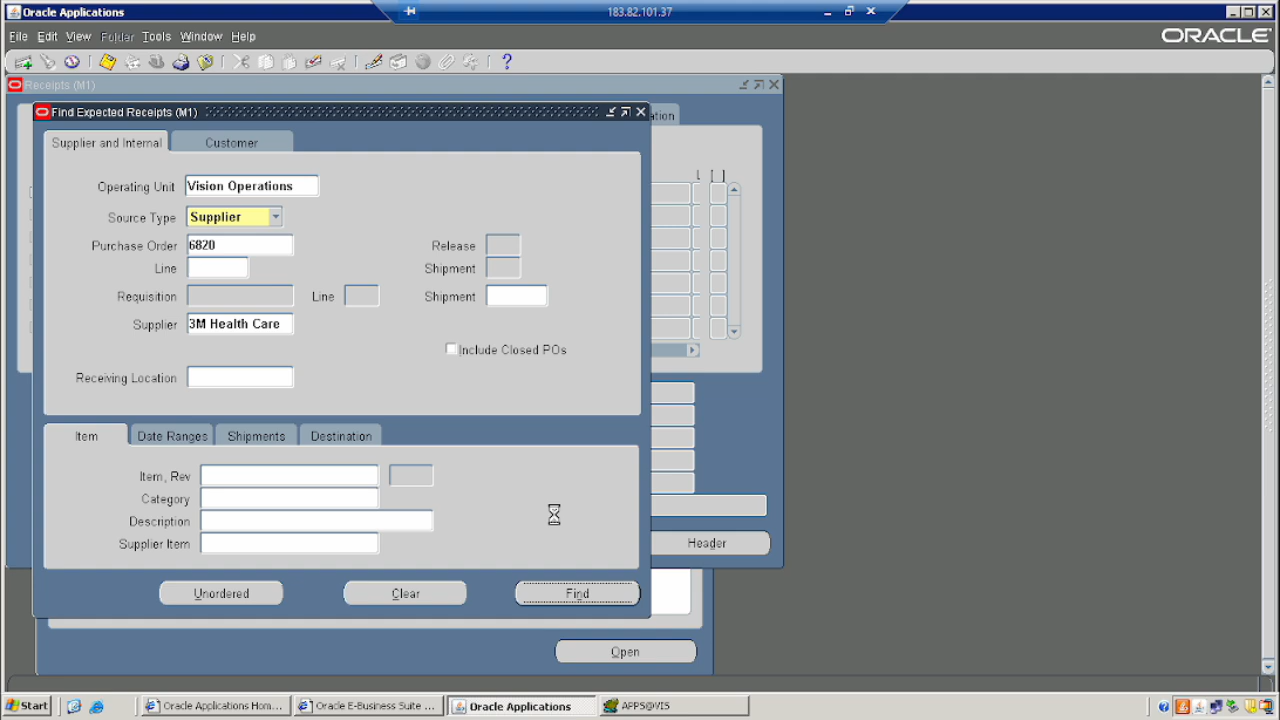 Oracle Applications
183.82.101.37
File Edit View Folder Tools Window Help
ORACLE
Receipts (M1)
Find Expected Receipts (M1)
ation
Supplier and Internal Customer
Operating Unit Vision Operations
Source Type Supplier
Purchase Order 6820 Release
Line Shipment
Requisition Line Shipment
Supplier 3M Health Care
Include Closed POs
Receiving Location
Item Date Ranges Shipments Destination
Item, Rev
Category
Description
Supplier Item
Header
Unordered Clear Find
Open
Start Oracle Applications Hom... Oracle E-Business Suite ... Oracle Applications APPS@VIS